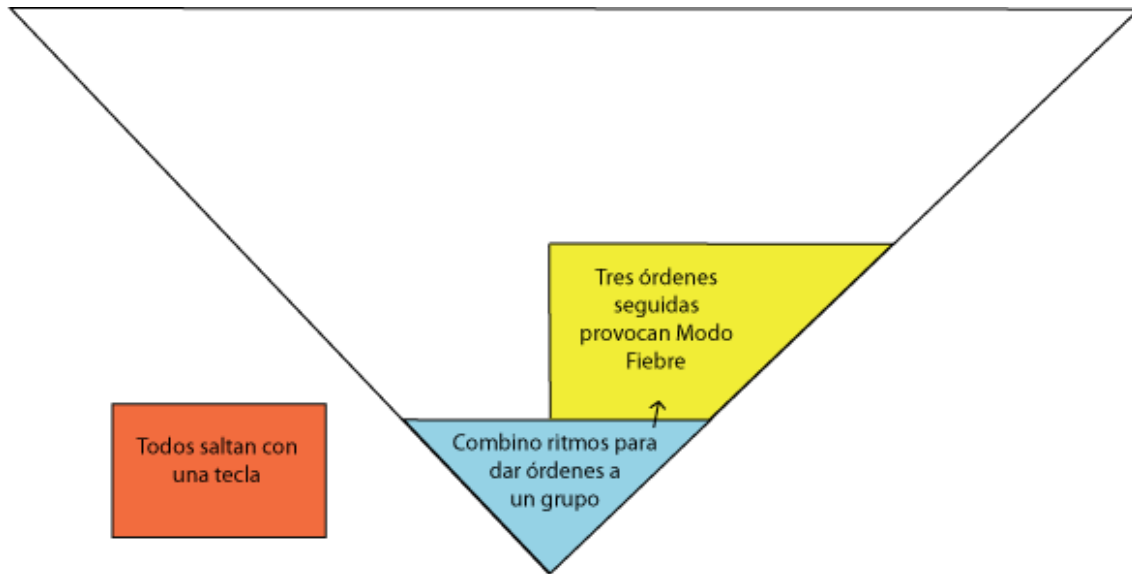 Tres órdenes
seguidas
provocan Modo
Fiebre
Todos saltan con
una tecla
Combino ritmos para
dar órdenes a
un grupo